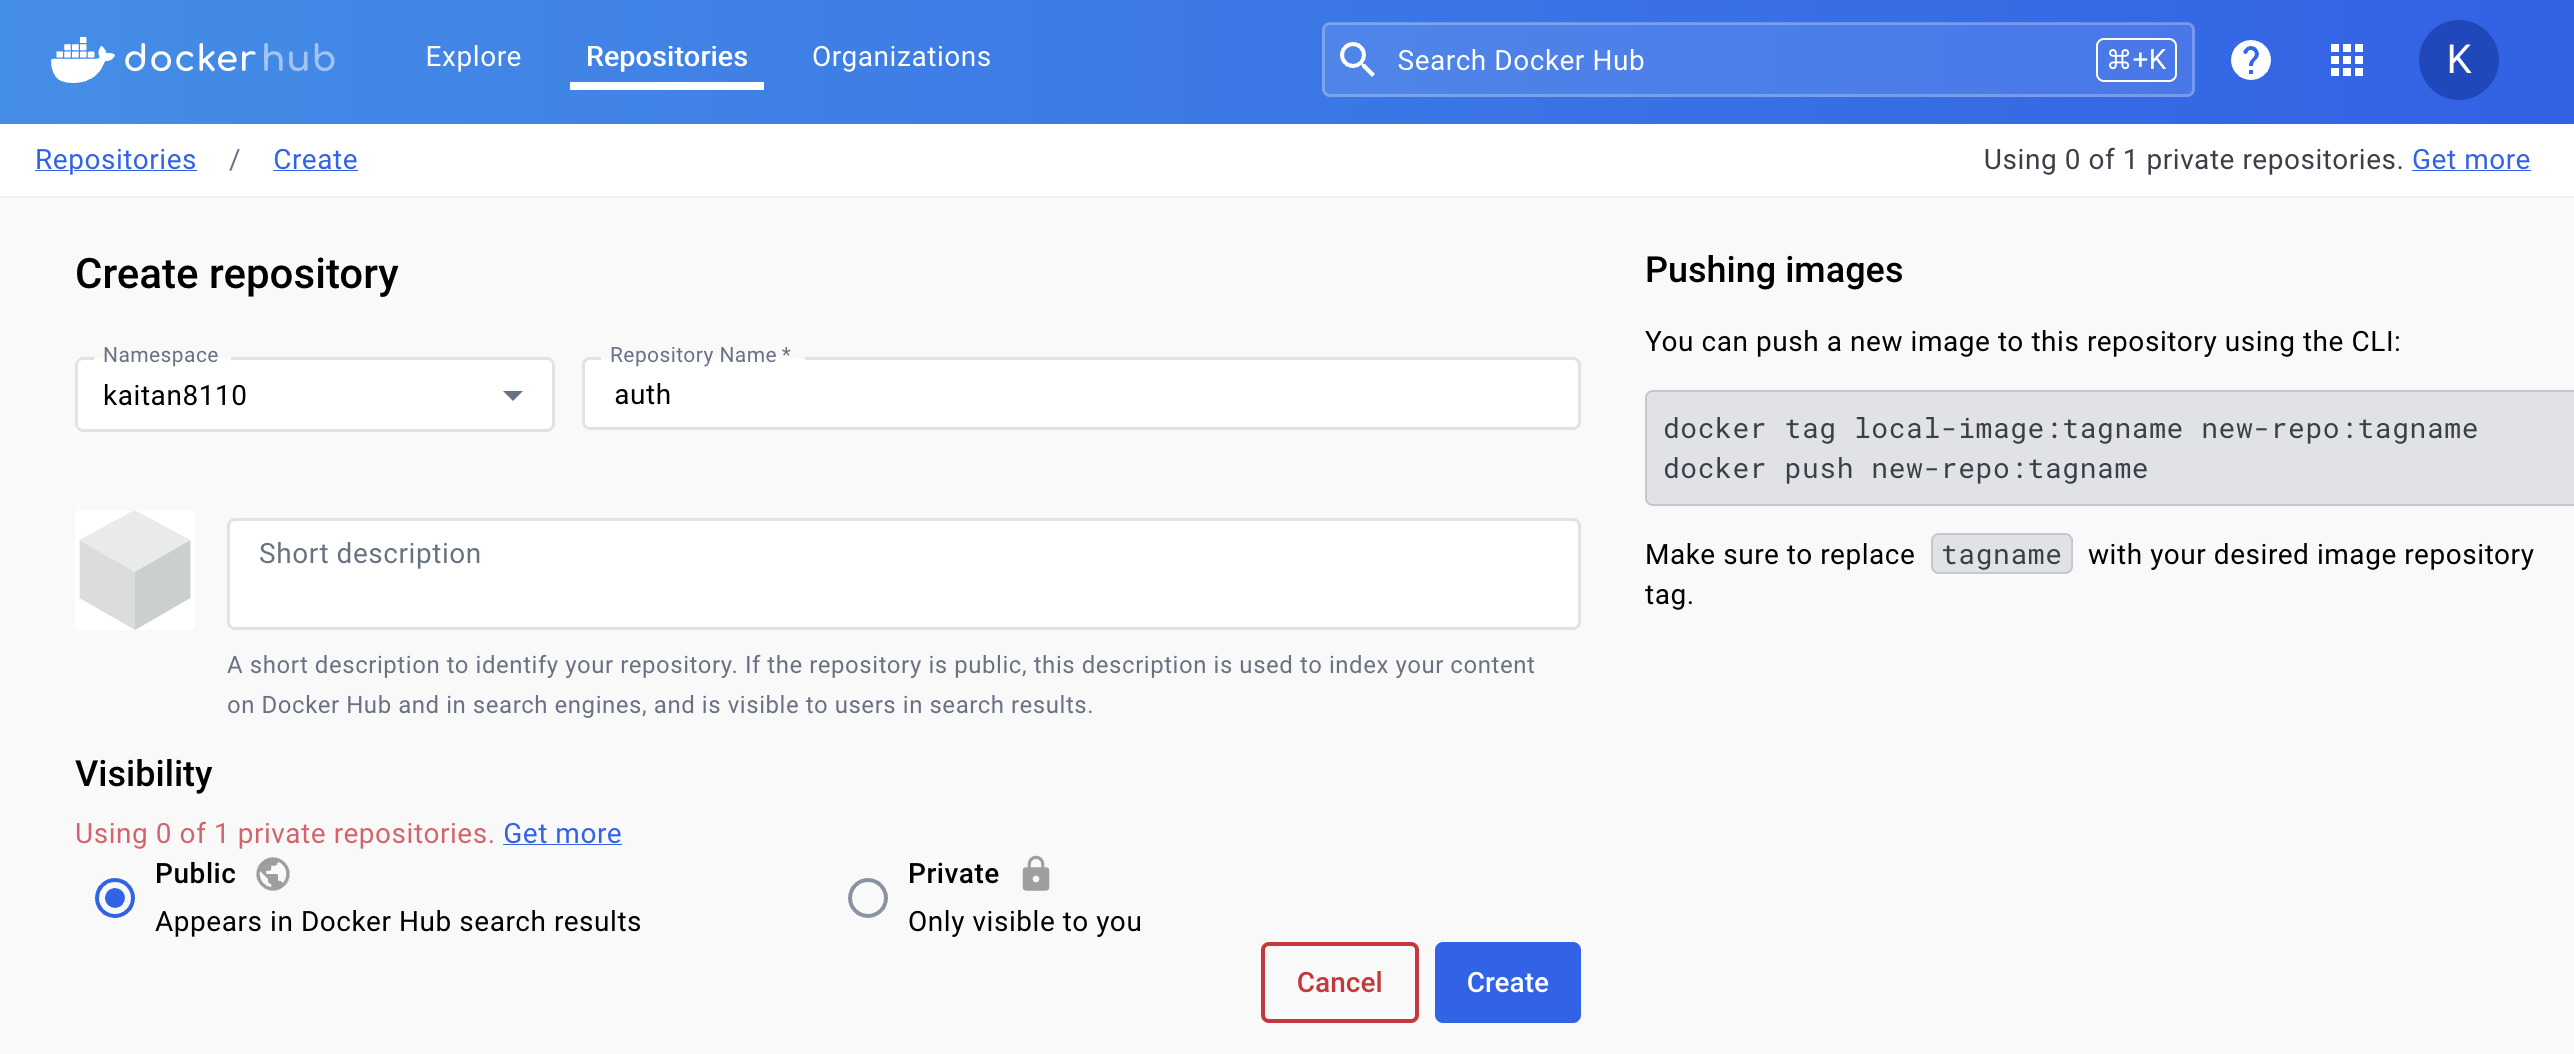 dockerhub
Explore
Repositories
Organizations
Search Docker Hub
⌘+K
K
Repositories / Create
Using 0 of 1 private repositories. Get more
Create repository
Namespace
kaitan8110
Repository Name *
auth
Short description
A short description to identify your repository. If the repository is public, this description is used to index your content
on Docker Hub and in search engines, and is visible to users in search results.
Visibility
Using 0 of 1 private repositories. Get more
Public
Appears in Docker Hub search results
Private
Only visible to you
Cancel
Create
Pushing images
You can push a new image to this repository using the CLI:
docker tag local-image:tagname new-repo:tagname
docker push new-repo:tagname
Make sure to replace tagname with your desired image repository
tag.